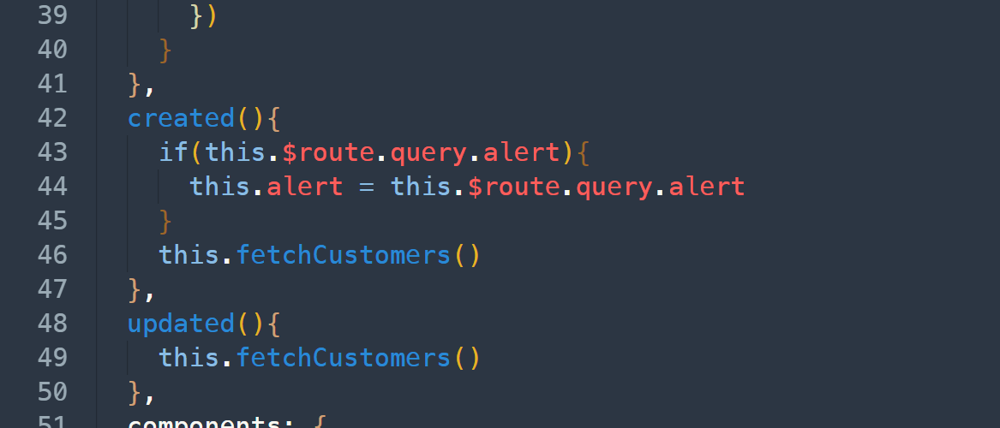 39       })
40     }
41   },
42   created(){
43     if(this.$route.query.alert){
44       this.alert = this.$route.query.alert
45     }
46     this.fetchCustomers()
47   },
48   updated(){
49     this.fetchCustomers()
50   },
51   components: {